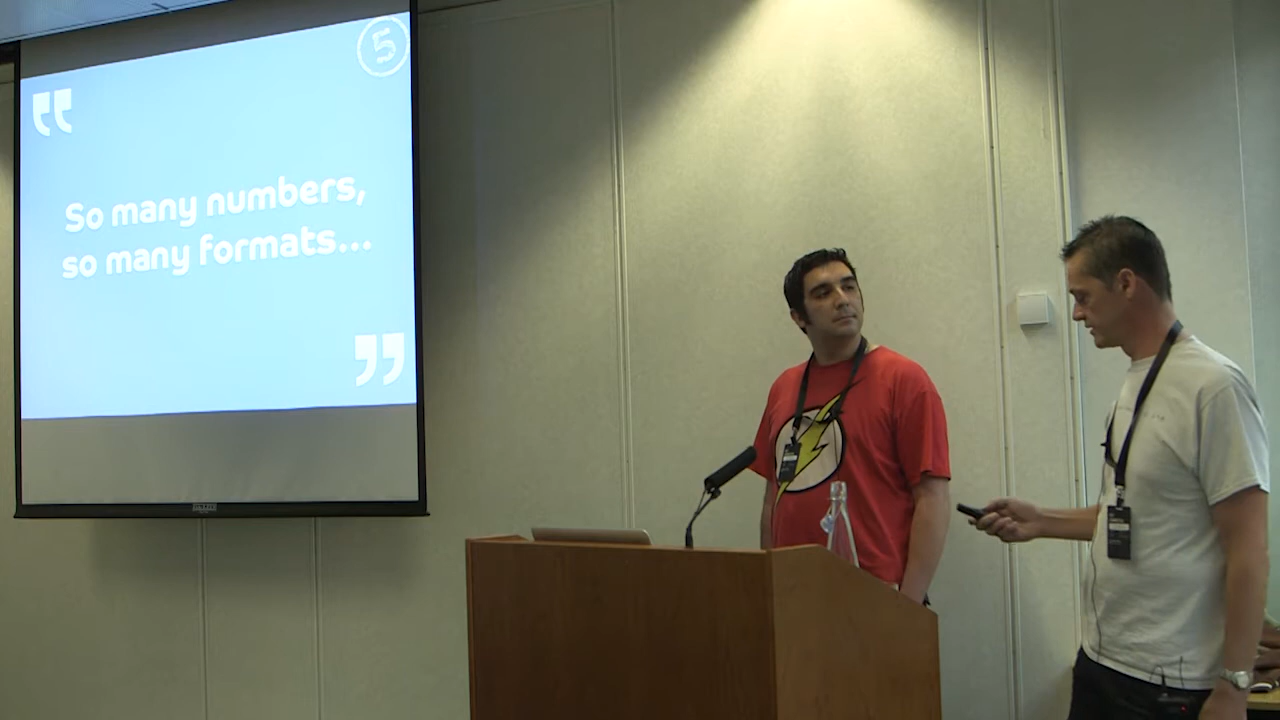 5
“
So many numbers,
so many formats...
”